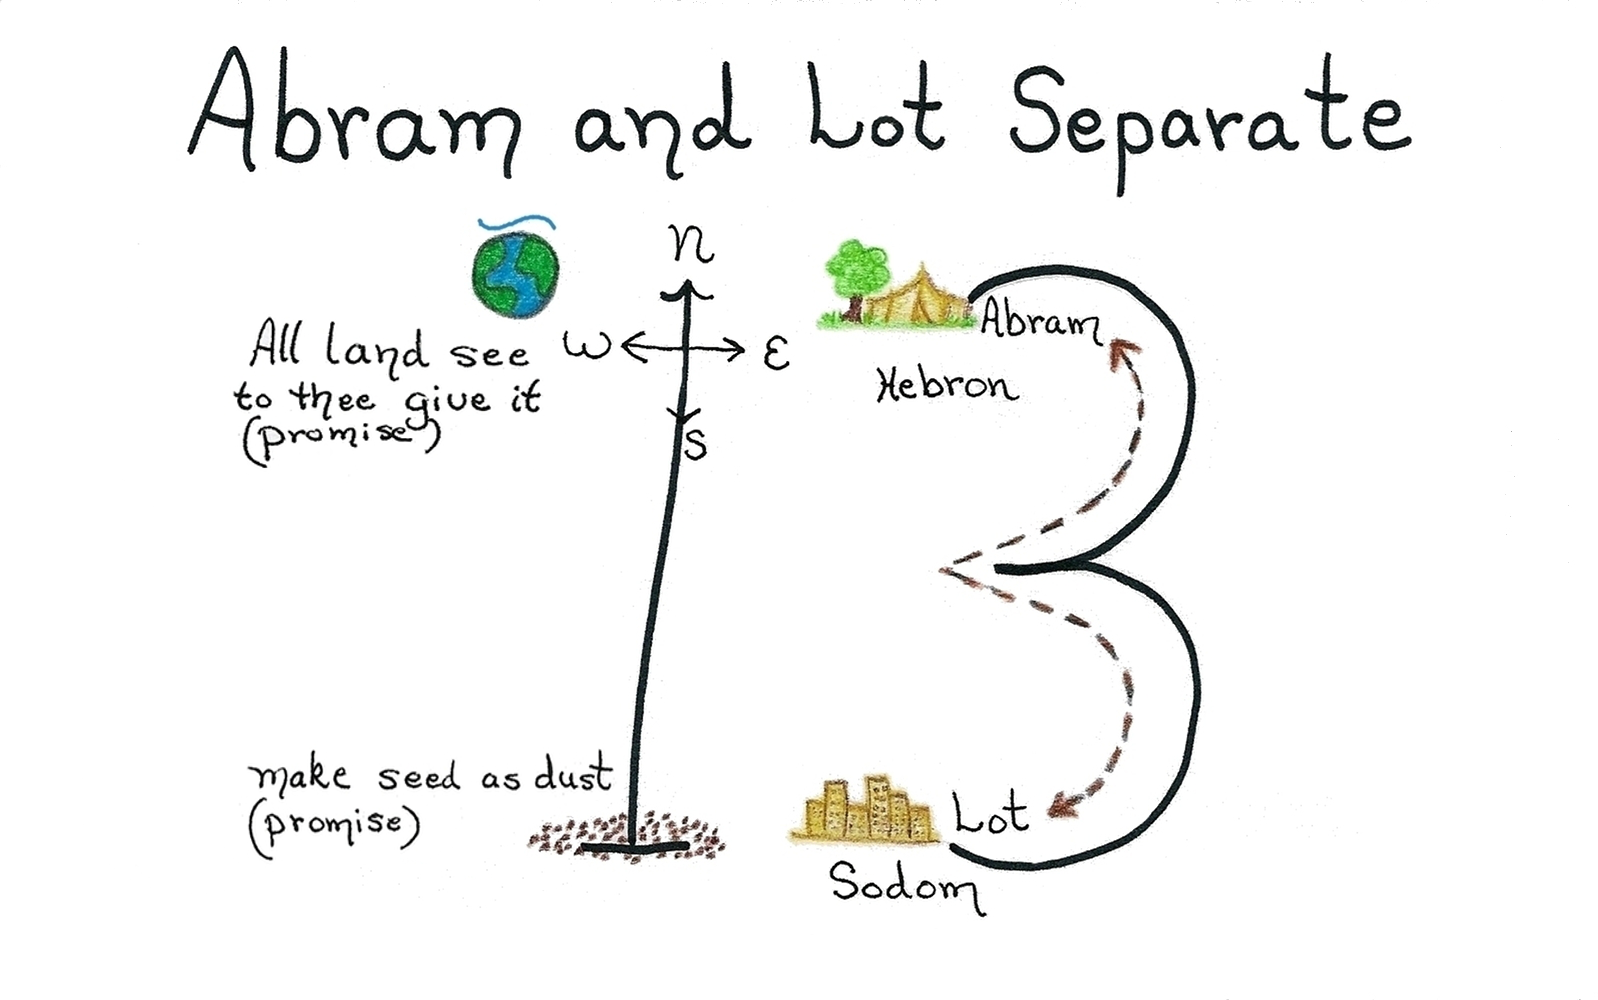 Abram and Lot Separate
n
W
E
S
All land see
to thee give it
(promise)
make seed as dust
(promise)
Abram
Hebron
Lot
Sodom
13